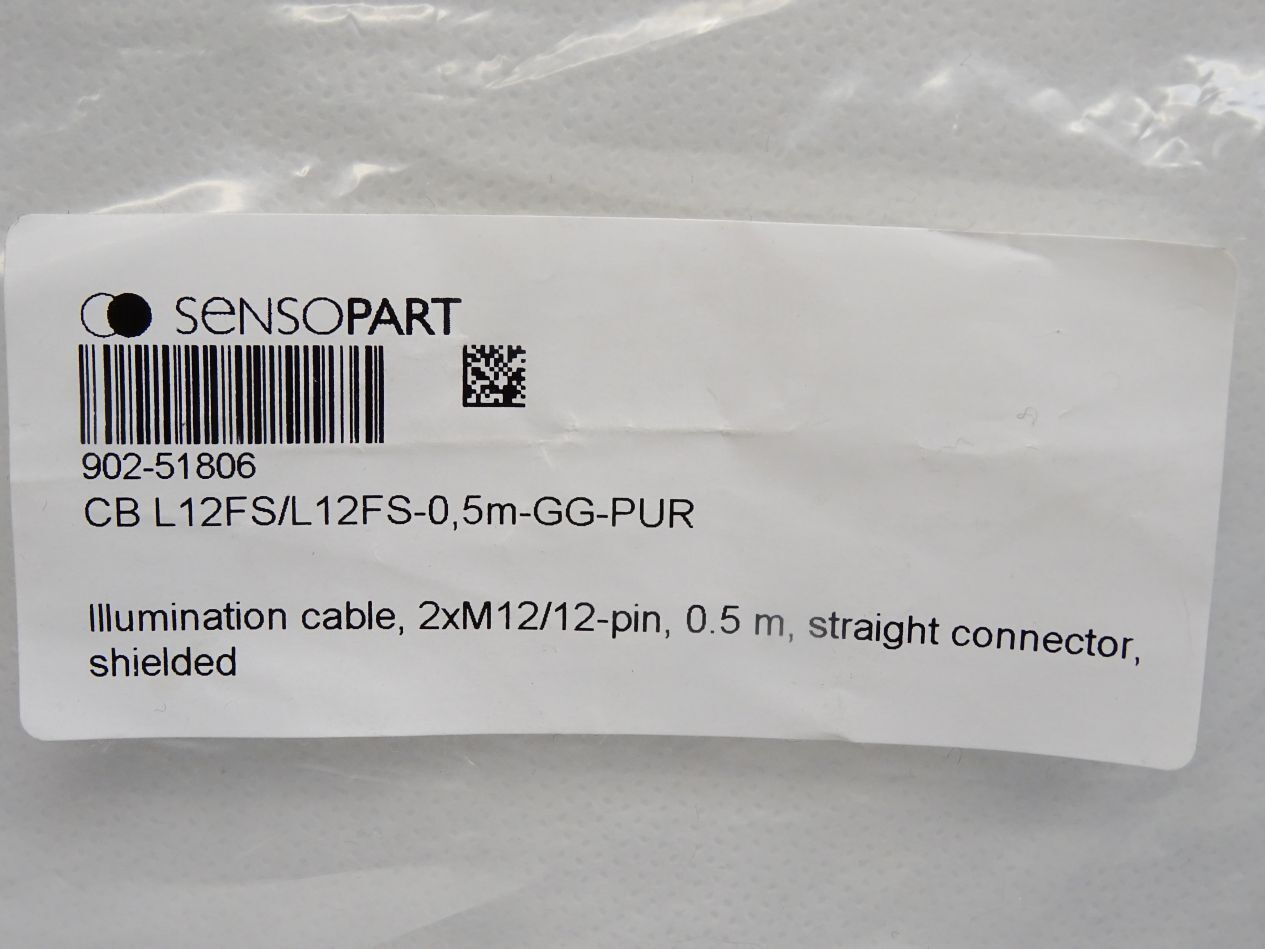 SENSOPART
902-51806
CB L12FS/L12FS-0,5m-GG-PUR
Illumination cable, 2xM12/12-pin, 0.5 m, straight connector,
shielded